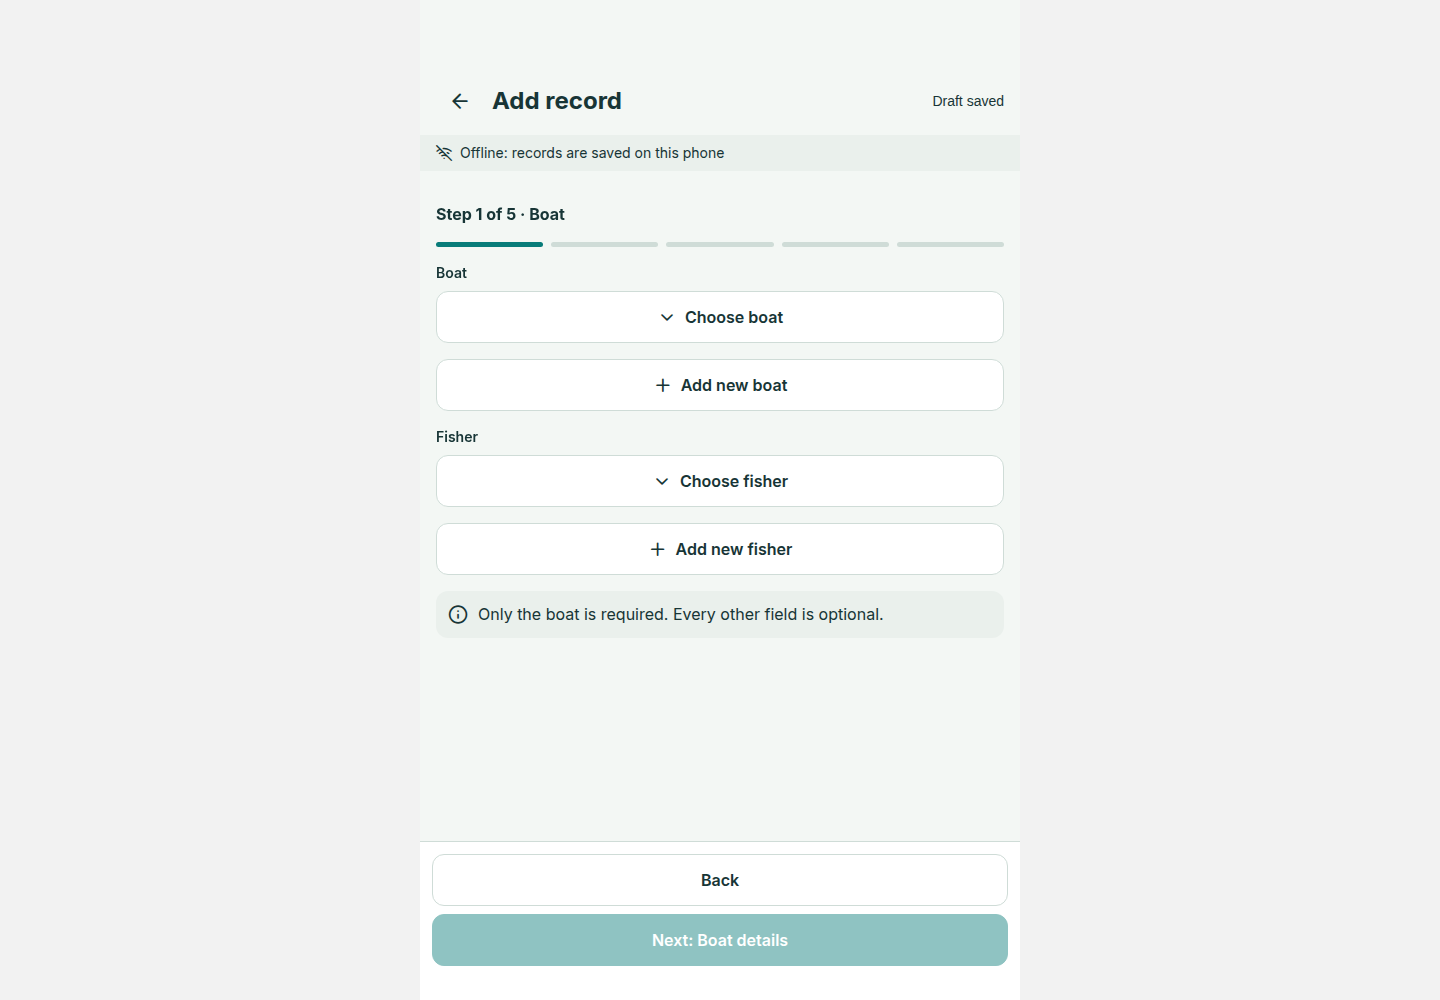 Add record
Draft saved
Offline: records are saved on this phone
Step 1 of 5 · Boat
Boat
Choose boat
Add new boat
Fisher
Choose fisher
Add new fisher
Only the boat is required. Every other field is optional.
Back
Next: Boat details